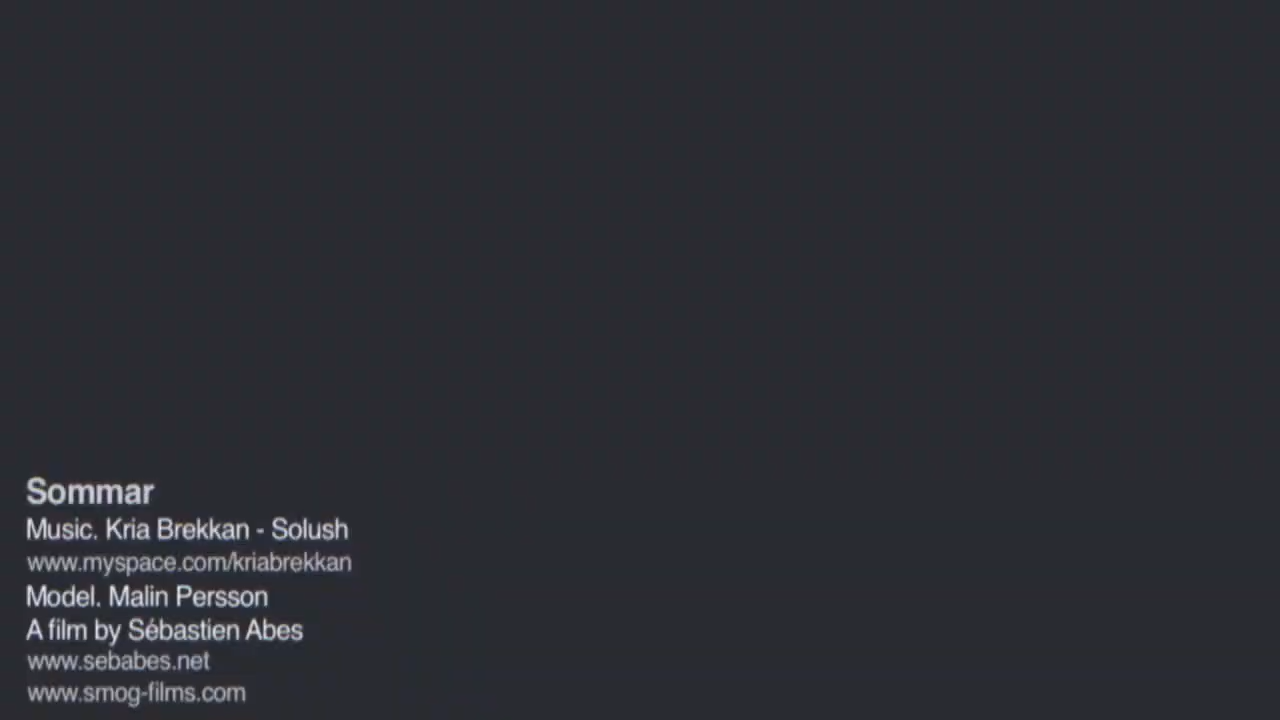 Sommar
Music. Kria Brekkan - Solush
www.myspace.com/kriabrekkan
Model. Malin Persson
A film by Sébastien Abes
www.sebabes.net
www.smog-films.com